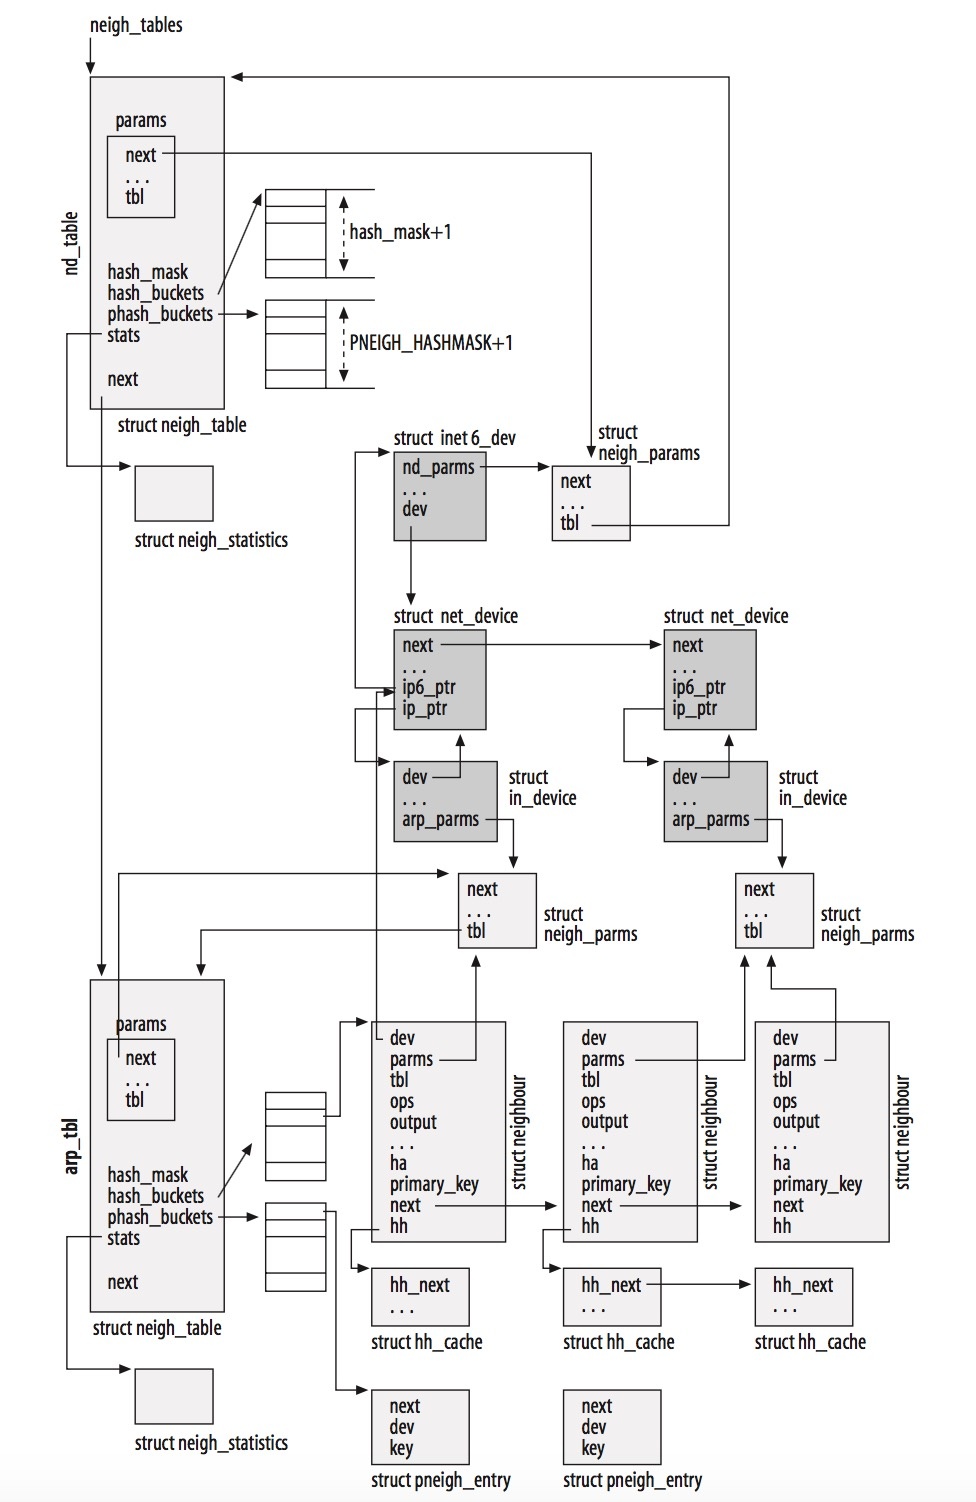 neigh_tables
params
next
...
tbl
nd_table
hash_mask
hash_buckets
phash_buckets
stats
next
struct neigh_table
hash_mask+1
PNEIGH_HASHMASK+1
struct neigh_statistics
struct inet 6_dev
nd_parms
...
dev
struct
neigh_params
next
...
tbl
struct net_device
next
...
ip6_ptr
ip_ptr
struct net_device
next
...
ip6_ptr
ip_ptr
dev
...
arp_parms
struct
in_device
dev
...
arp_parms
struct
in_device
next
...
tbl
struct
neigh_parms
next
...
tbl
struct
neigh_parms
params
next
...
tbl
arp_tbl
hash_mask
hash_buckets
phash_buckets
stats
next
struct neigh_table
struct neigh_statistics
dev
parms
tbl
ops
output
...
ha
primary_key
next
hh
struct neighbour
dev
parms
tbl
ops
output
...
ha
primary_key
next
hh
struct neighbour
dev
parms
tbl
ops
output
...
ha
primary_key
next
hh
struct neighbour
hh_next
...
struct hh_cache
hh_next
...
struct hh_cache
hh_next
...
struct hh_cache
next
dev
key
struct pneigh_entry
next
dev
key
struct pneigh_entry